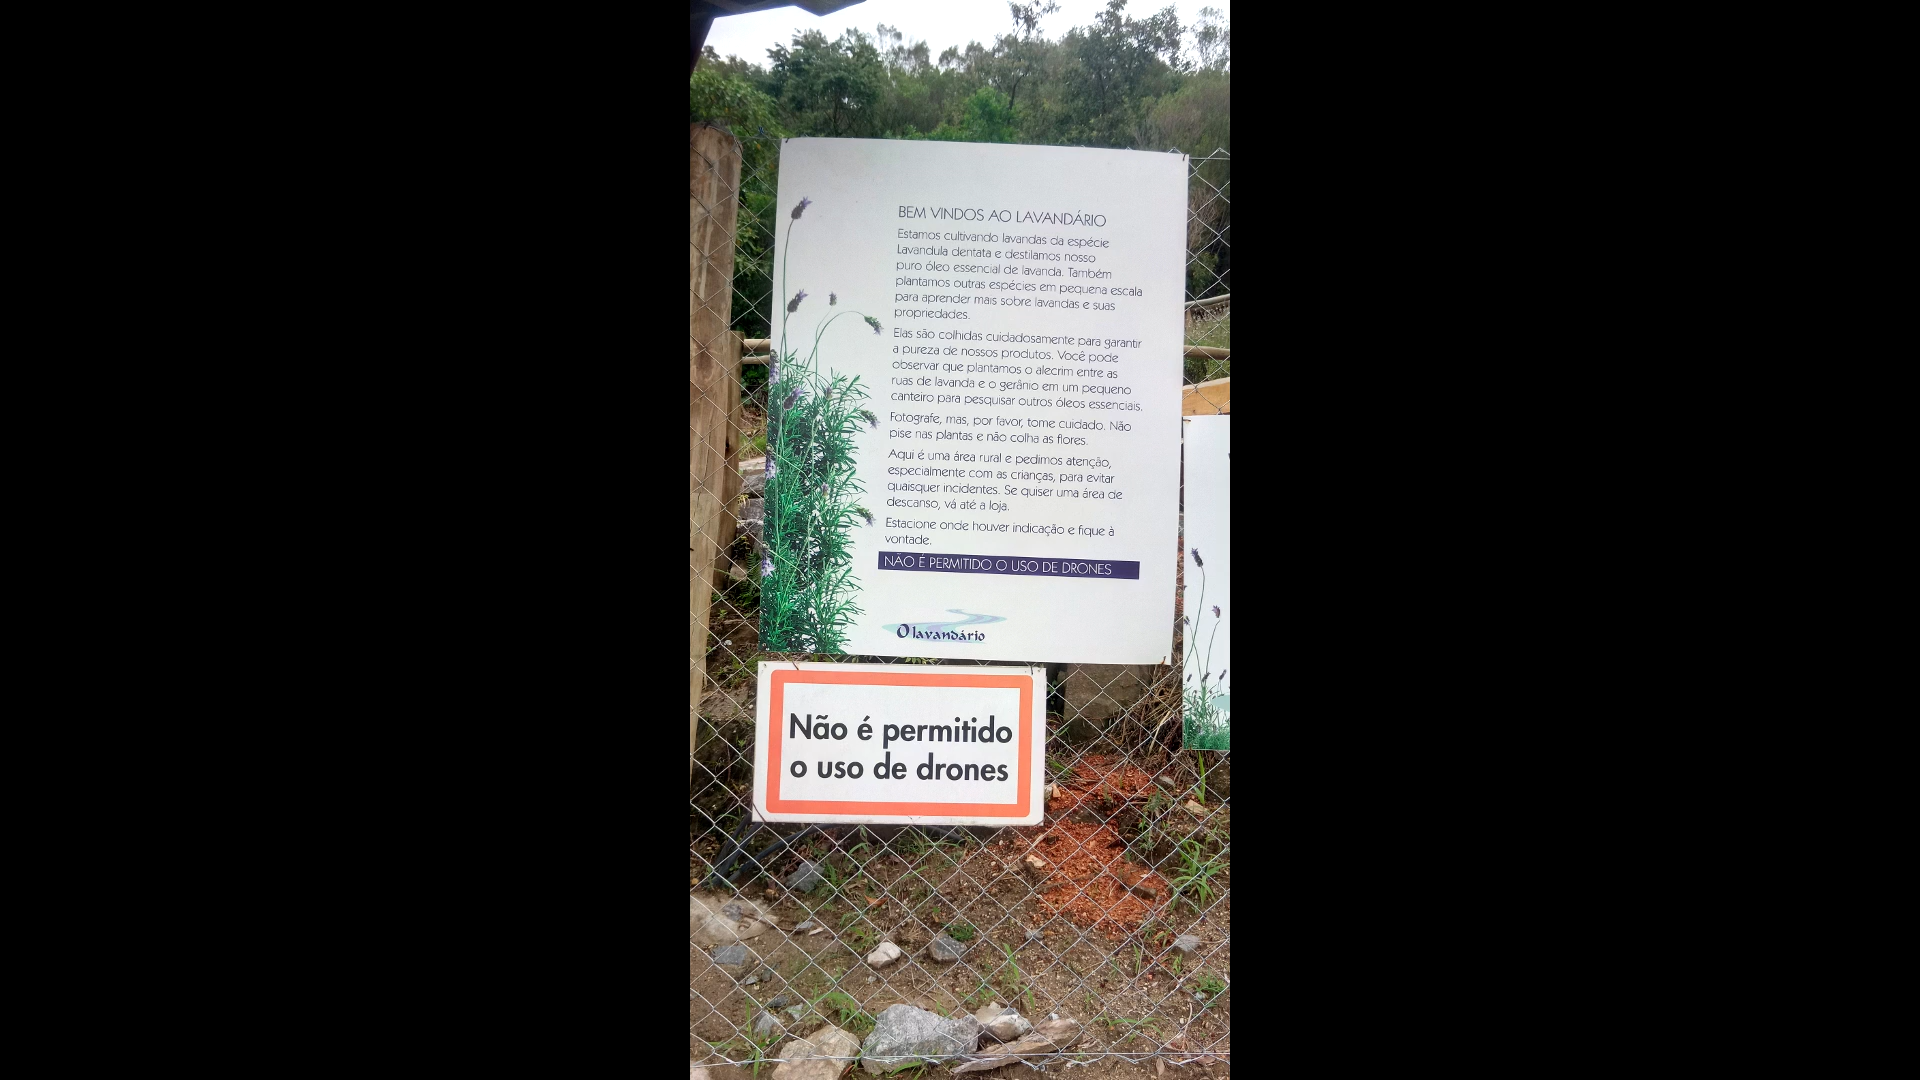 BEM VINDOS AO LAVANDÁRIO
Estamos cultivando lavandas da espécie
Lavandula dentata e destilamos nosso
puro óleo essencial de lavanda. Também
plantamos outras espécies em pequena escala
para aprender mais sobre lavandas e suas
propriedades.
Elas são colhidas cuidadosamente para garantir
a pureza de nossos produtos. Você pode
observar que plantamos o alecrim entre as
ruas de lavanda e o gerânio em um pequeno
canteiro para pesquisar outros óleos essenciais.
Fotografe, mas, por favor, tome cuidado. Não
pise nas plantas e não colha as flores.
Aqui é uma área rural e pedimos atenção,
especialmente com as crianças, para evitar
quaisquer incidentes. Se quiser uma área de
descanso, vá até a loja.
Estacione onde houver indicação e fique à
vontade.
NÃO É PERMITIDO O USO DE DRONES
O lavandário
Não é permitido
o uso de drones